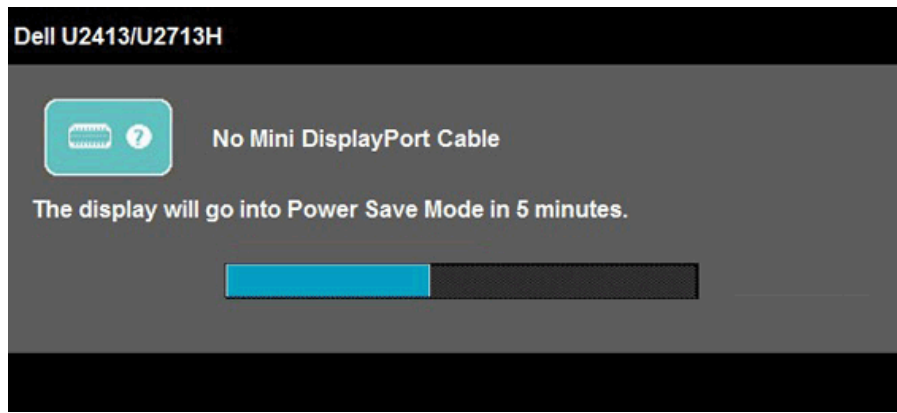 Dell U2413/U2713H
?
No Mini DisplayPort Cable
The display will go into Power Save Mode in 5 minutes.